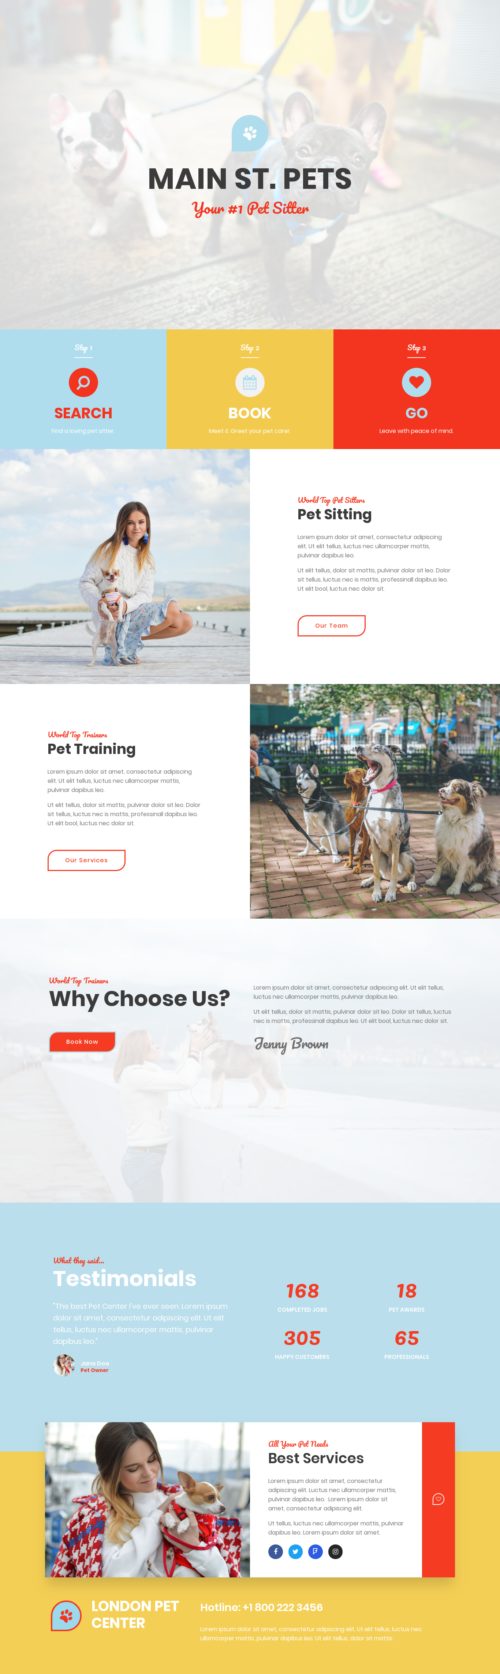 MAIN ST. PETS
Your #1 Pet Sitter
Step 1
SEARCH
Find a loving pet sitter.
Step 2
BOOK
Meet & Greet your pet carer.
Step 3
GO
Leave with peace of mind.
World Top Pet Sitters
Pet Sitting
Lorem ipsum dolor sit amet, consectetur adipiscing
elit. Ut elit tellus, luctus nec ullamcorper mattis,
pulvinar dapibus leo.
Ut elit tellus, dolor sit mattis, pulvinar dolor sit leo. Dolor
sit tellus, luctus nec is mattis, professinall dapibus leo.
Ut elit bool, luctus nec dolor sit.
Our Team
World Top Trainers
Pet Training
Lorem ipsum dolor sit amet, consectetur adipiscing
elit. Ut elit tellus, luctus nec ullamcorper mattis,
pulvinar dapibus leo.
Ut elit tellus, dolor sit mattis, pulvinar dolor sit leo. Dolor
sit tellus, luctus nec is mattis, professinall dapibus leo.
Ut elit bool, luctus nec dolor sit.
Our Services
World Top Trainers
Why Choose Us?
Book Now
Lorem ipsum dolor sit amet, consectetur adipiscing elit. Ut elit tellus,
luctus nec ullamcorper mattis, pulvinar dapibus leo.
Ut elit tellus, dolor sit mattis, pulvinar dolor sit leo. Dolor sit tellus, luctus
nec is mattis, professinall dapibus leo. Ut elit bool, luctus nec dolor sit.
Jenny Brown
What they said...
Testimonials
"The best Pet Center I've ever seen. Lorem ipsum
dolor sit amet, consectetur adipiscing elit. Ut elit
tellus, luctus nec ullamcorper mattis, pulvinar
dapibus leo."
Jane Doe
Pet Owner
168
COMPLETED JOBS
18
PET AWARDS
305
HAPPY CUSTOMERS
65
PROFESSIONALS
All Your Pet Needs
Best Services
Lorem ipsum dolor sit amet, consectetur
adipiscing elit. Luctus nec ullamcorper mattis,
pulvinar dapibus leo. Lorem ipsum dolor sit
amet, consectetur adipiscing elit.
Ut tellus, luctus nec ullamcorper mattis, pulvinar
dapibus leo. Lorem ipsum dolor sit amet.
LONDON PET
CENTER
Hotline: +1 800 222 3456
Lorem ipsum dolor sit amet, consectetur adipiscing elit. Ut elit tellus, luctus nec
ullamcorper mattis, pulvinar dapibus leo. Ut elit tellus, dolor sit mattis.